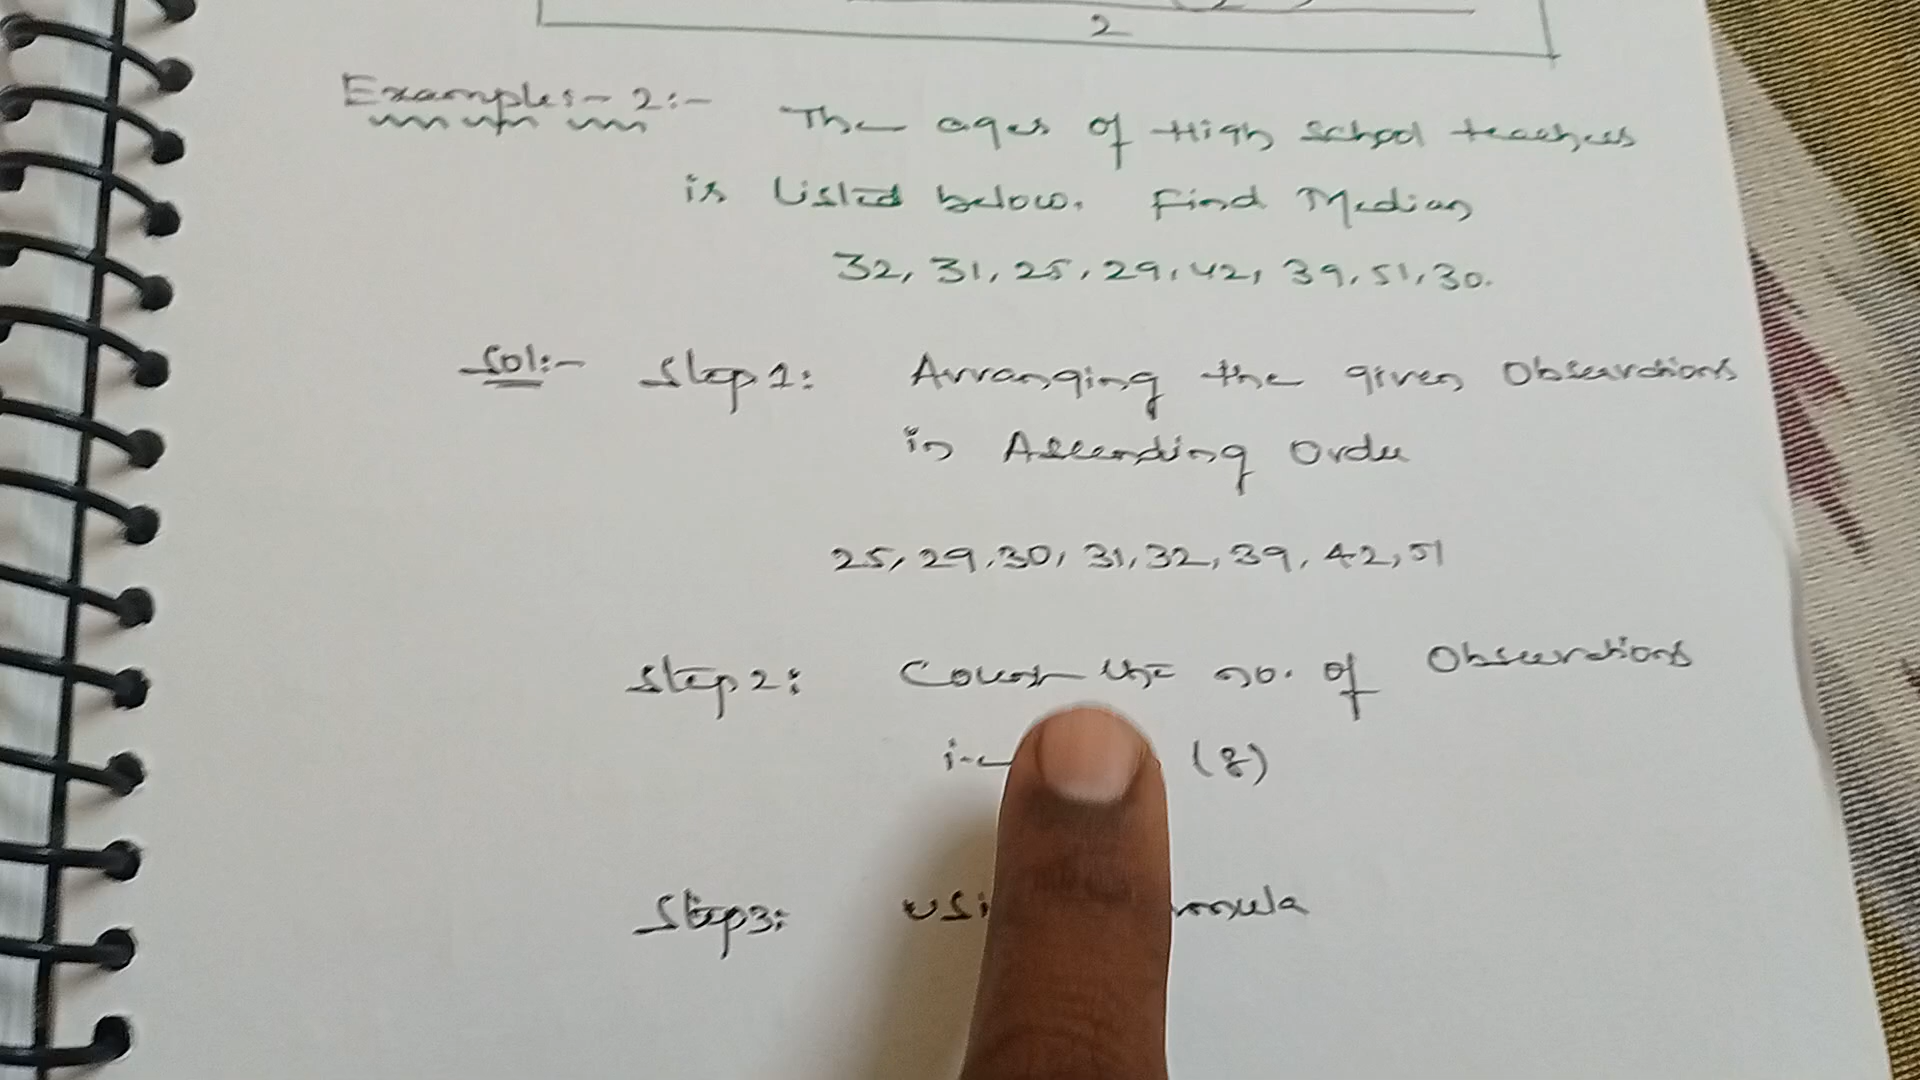 2
Example:- 2:- The ages of High School teachers
is Listed below. Find Median
32, 31, 25, 29, 42, 39, 51, 30.
Sol:- Step 1: Arranging the given Observations
in Ascending Order
25, 29, 30, 31, 32, 39, 42, 51
Step 2: Count the no. of Observations
i.e (8)
Step 3: